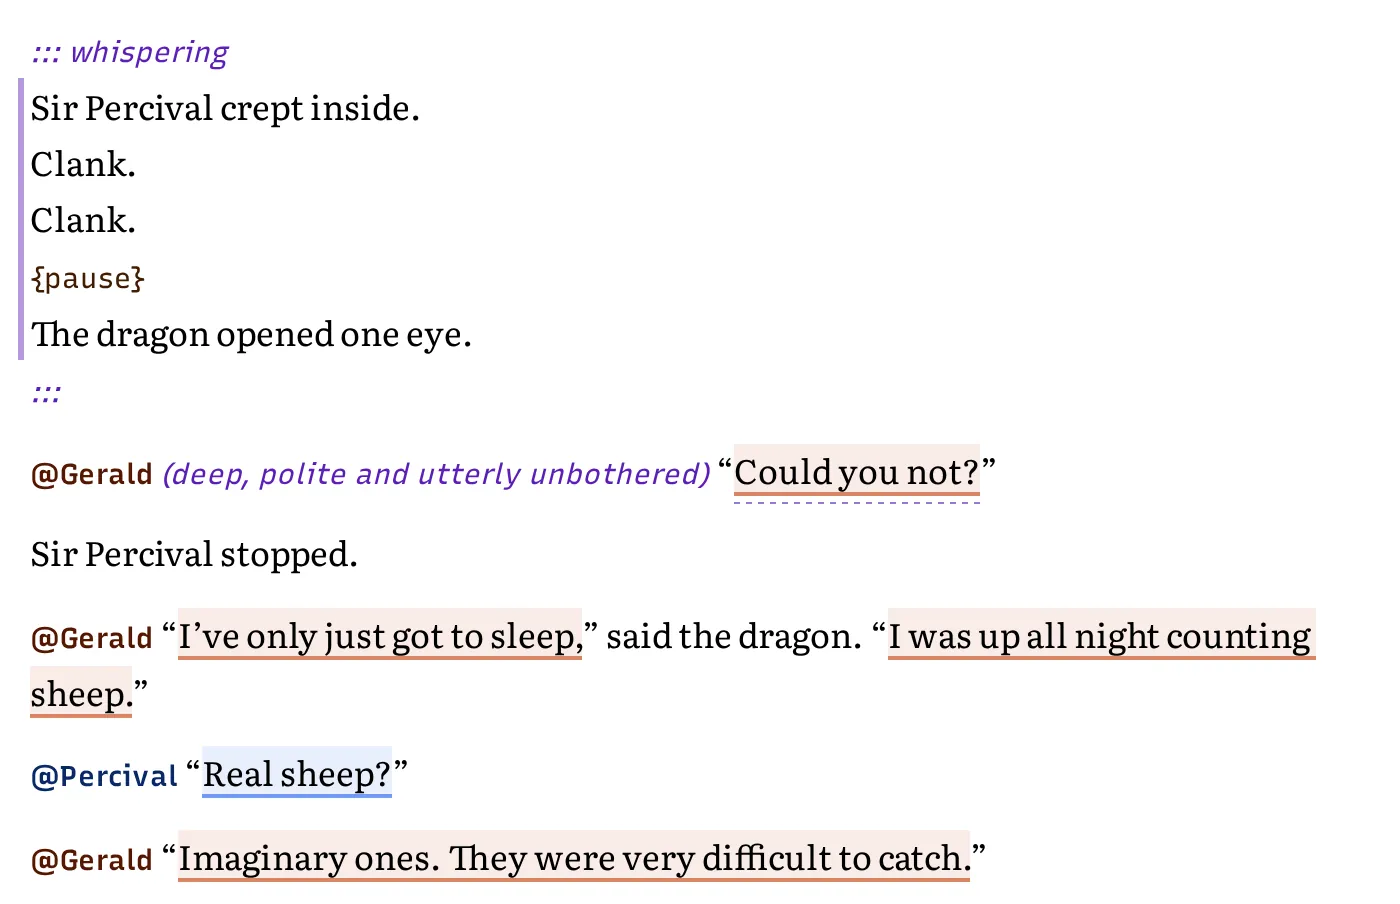 ::: whispering
Sir Percival crept inside.
Clank.
Clank.
{pause}
The dragon opened one eye.
:::
@Gerald (deep, polite and utterly unbothered) “Could you not?”
Sir Percival stopped.
@Gerald “I’ve only just got to sleep,” said the dragon. “I was up all night counting
sheep.”
@Percival “Real sheep?”
@Gerald “Imaginary ones. They were very difficult to catch.”